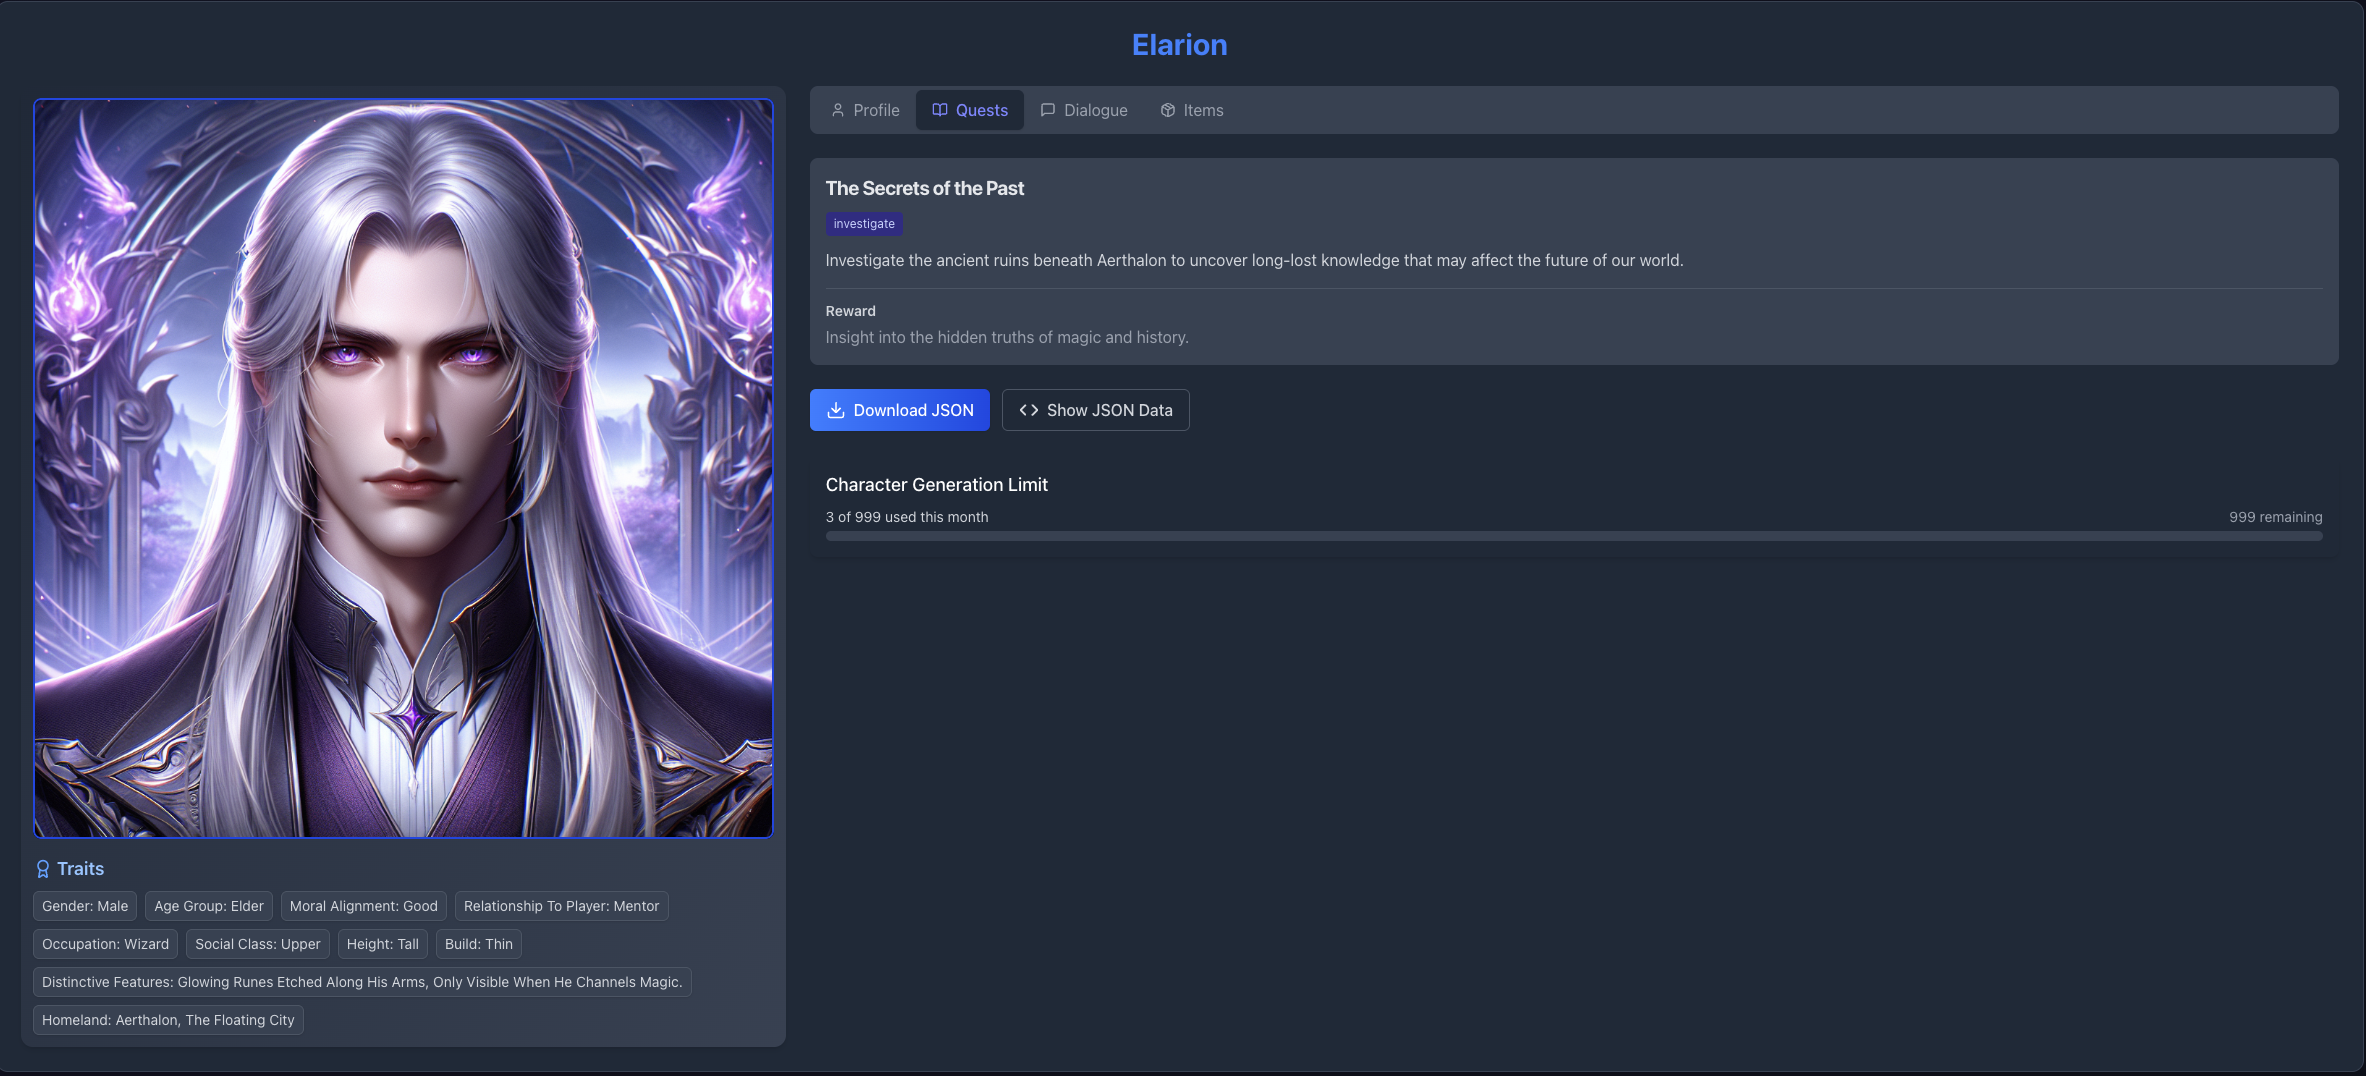 Elarion
Profile
Quests
Dialogue
Items
The Secrets of the Past
investigate
Investigate the ancient ruins beneath Aerthalon to uncover long-lost knowledge that may affect the future of our world.
Reward
Insight into the hidden truths of magic and history.
Download JSON
Show JSON Data
Character Generation Limit
3 of 999 used this month
999 remaining
Traits
Gender: Male
Age Group: Elder
Moral Alignment: Good
Relationship To Player: Mentor
Occupation: Wizard
Social Class: Upper
Height: Tall
Build: Thin
Distinctive Features: Glowing Runes Etched Along His Arms, Only Visible When He Channels Magic.
Homeland: Aerthalon, The Floating City